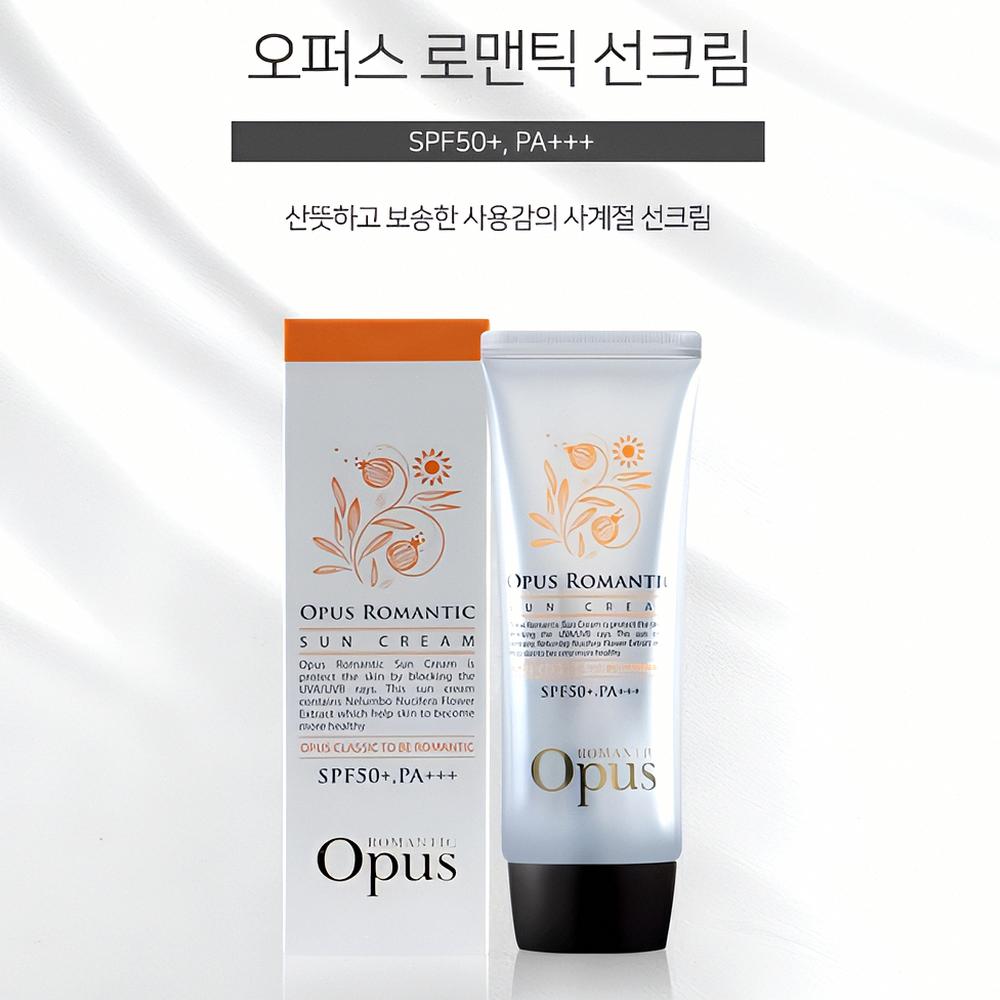 오퍼스 로맨틱 선크림
SPF50+, PA+++
산뜻하고 보송한 사용감의 사계절 선크림
OPUS ROMANTIC
SUN CREAM
Opus Romantic Sun Cream is
protect the skin by blocking the
UVA/UVB rays. This sun cream
contains Nelumbo Nucifera Flower
Extract which help skin to become
more healthy
OPUS CLASSIC TO BE ROMANTIC
SPF50+.PA+++
ROMANTIC
Opus
OPUS ROMANTIC
SUN CREA
SPF50+.PA+++
ROMANTIC
Opus